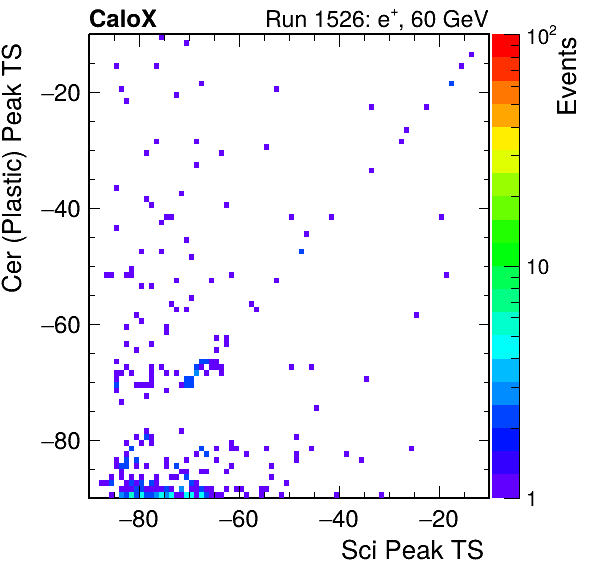 CaloX Run 1526: e⁺, 60 GeV
Cer (Plastic) Peak TS
−20
−40
−60
−80
−80 −60 −40 −20
Sci Peak TS
10²
10
1
Events